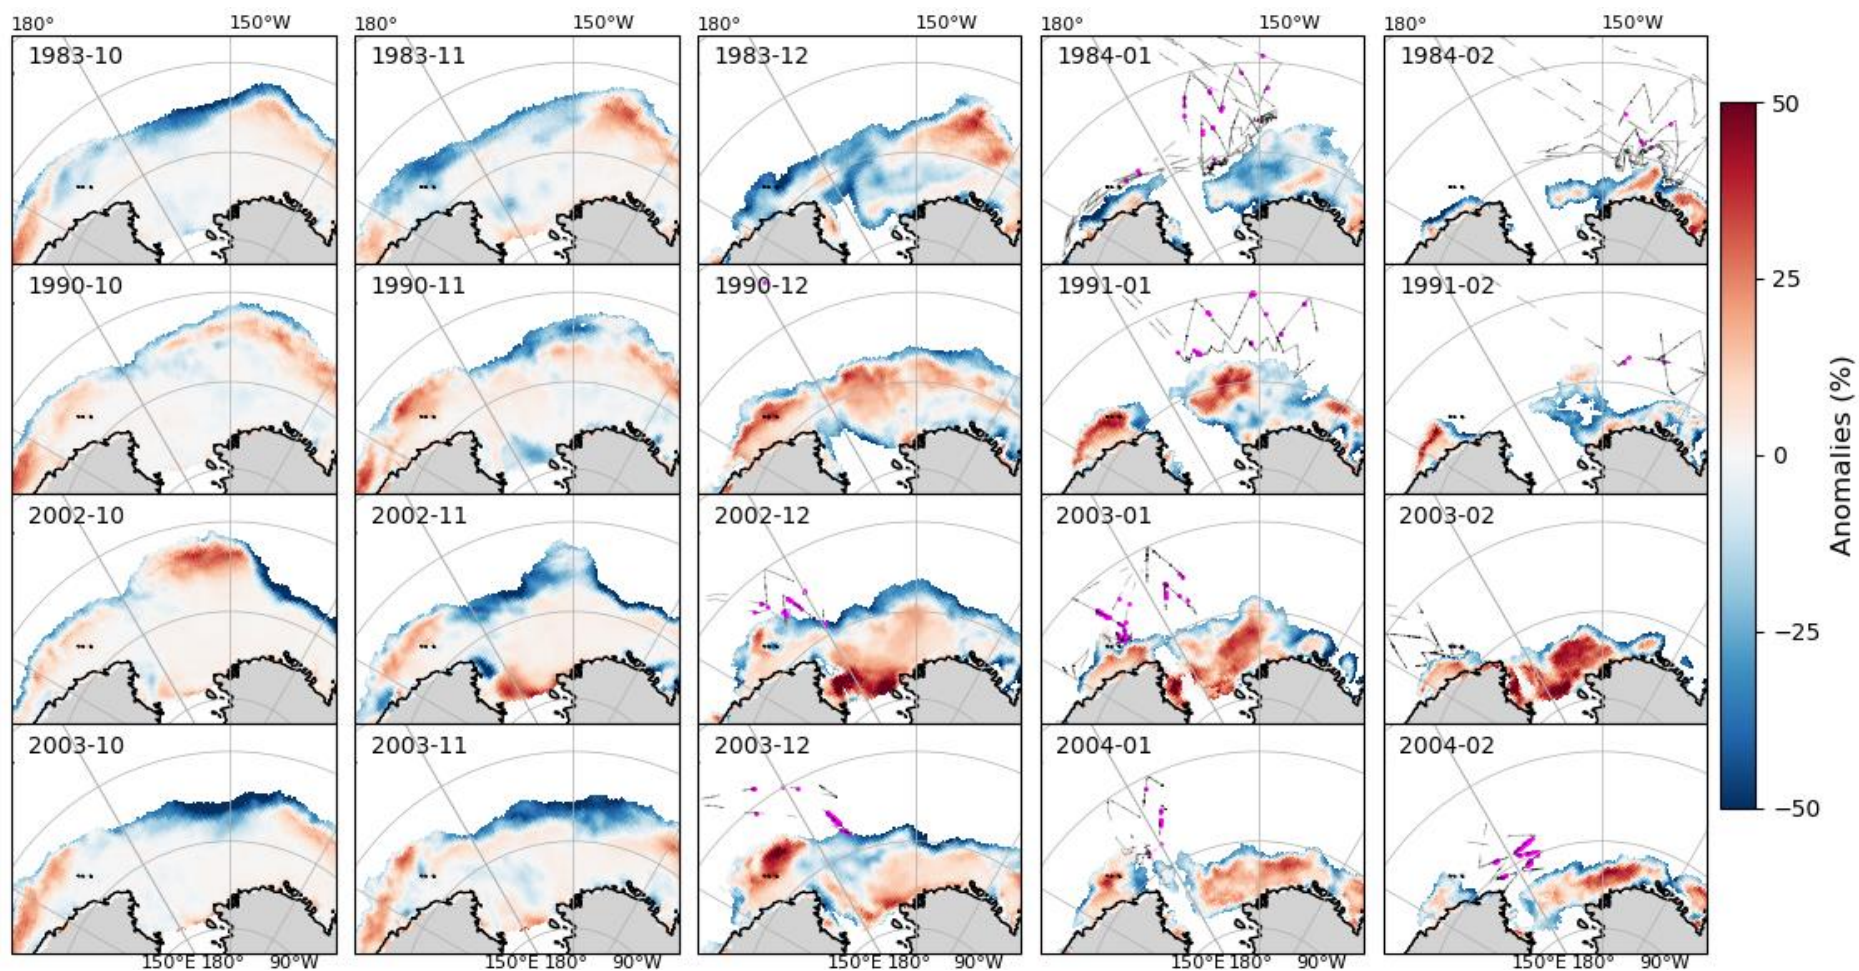 180° 150°W 180° 150°W 180° 150°W 180° 150°W 180° 150°W
1983-10 1983-11 1983-12 1984-01 1984-02
50
1990-10 1990-11 1990-12 1991-01 1991-02
25
0
2002-10 2002-11 2002-12 2003-01 2003-02
−25
2003-10 2003-11 2003-12 2004-01 2004-02
−50
Anomalies (%)
150°E 180° 90°W 150°E 180° 90°W 150°E 180° 90°W 150°E 180° 90°W